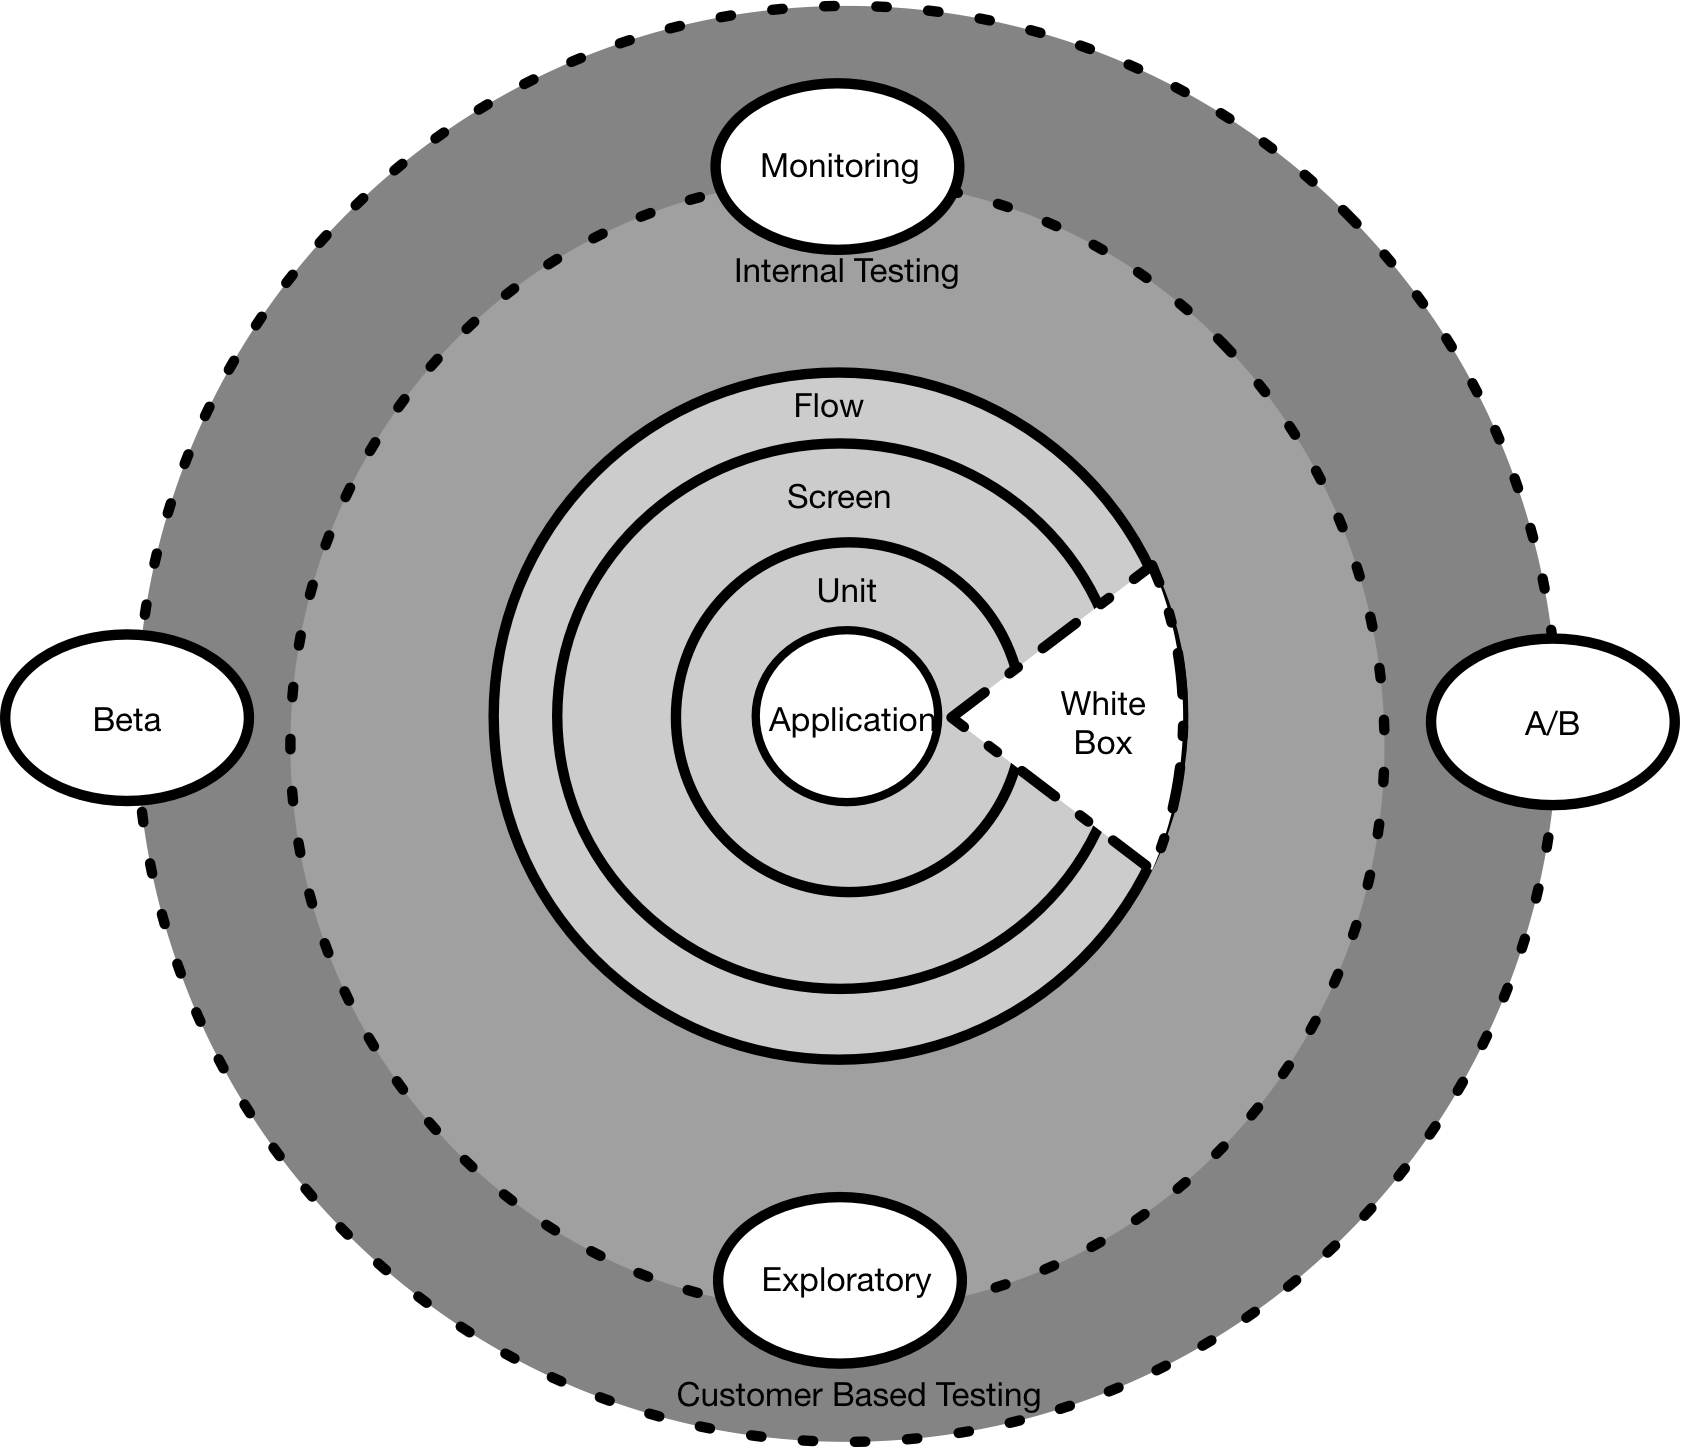 Monitoring
Internal Testing
Flow
Screen
Unit
White
Box
Beta
Application
A/B
Exploratory
Customer Based Testing